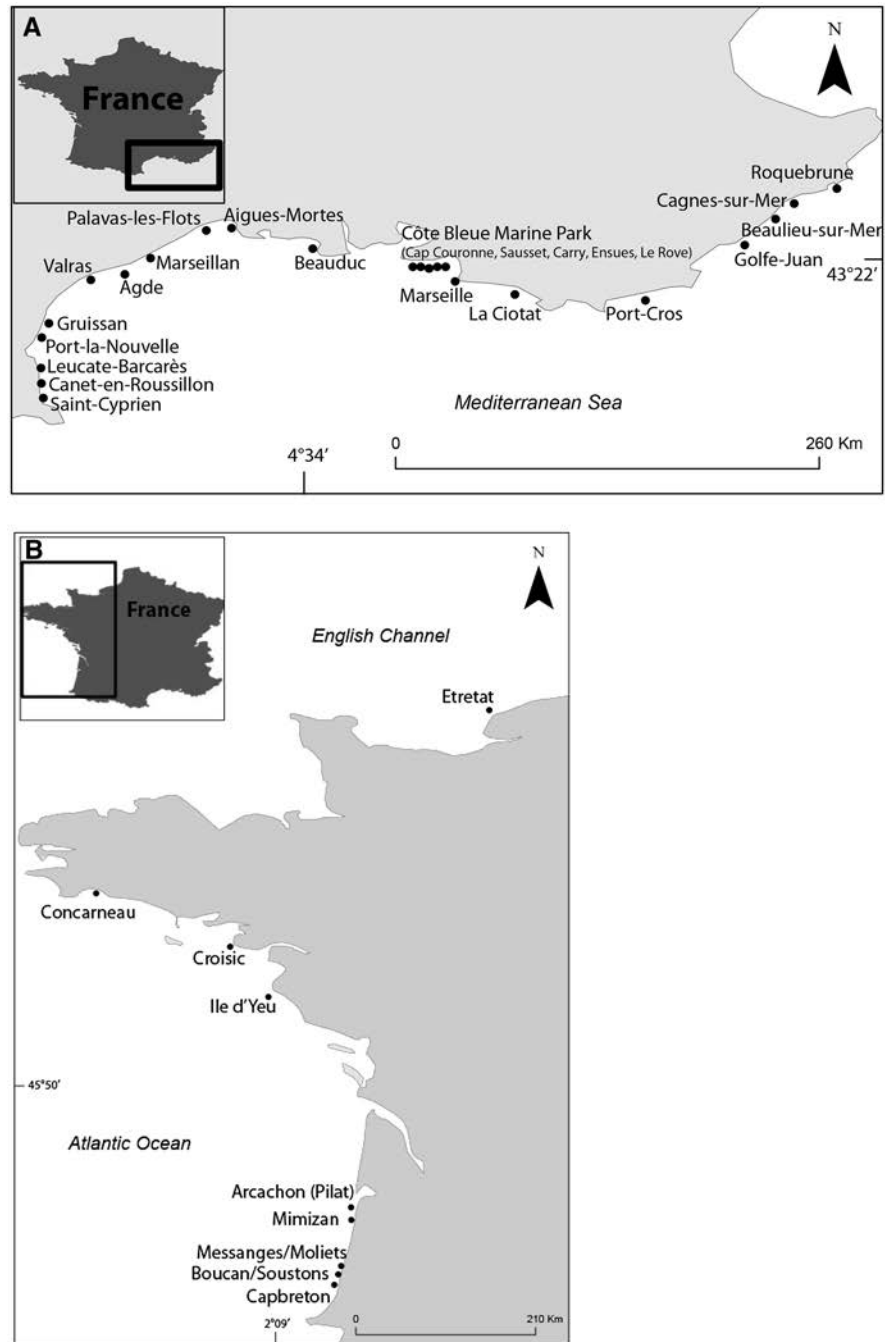 A
France
N
Roquebrune
Cagnes-sur-Mer
Palavas-les-Flots
Aigues-Mortes
Côte Bleue Marine Park
Beaulieu-sur-Mer
(Cap Couronne, Sausset, Carry, Ensues, Le Rove)
Golfe-Juan
Beauduc
Marseillan
Valras
43°22′
Agde
Marseille
La Ciotat
Port-Cros
Gruissan
Port-la-Nouvelle
Leucate-Barcarès
Canet-en-Roussillon
Saint-Cyprien
Mediterranean Sea
0
260 Km
4°34′
B
France
N
English Channel
Etretat
Concarneau
Croisic
Ile d'Yeu
45°50′
Atlantic Ocean
Arcachon (Pilat)
Mimizan
Messanges/Moliets
Boucan/Soustons
Capbreton
2°09′
0
210 Km